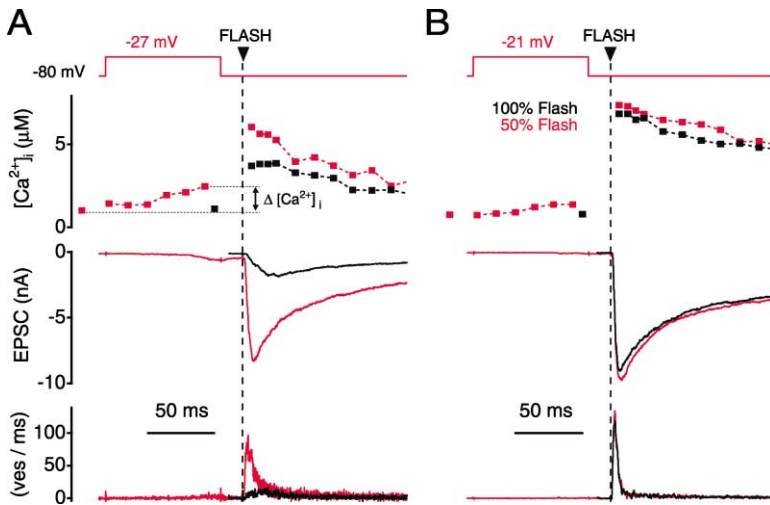 A
B
FLASH
FLASH
-27 mV
-21 mV
-80 mV
100% Flash
50% Flash
[Ca²⁺]ᵢ (μM)
5
0
Δ [Ca²⁺]ᵢ
EPSC (nA)
0
-5
-10
50 ms
50 ms
(ves / ms)
100
50
0